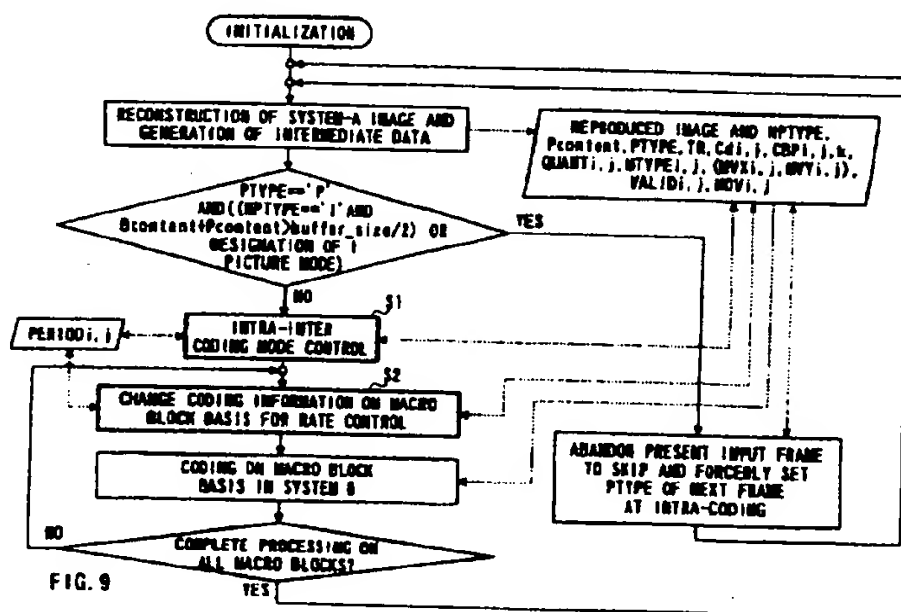 INITIALIZATION
RECONSTRUCTION OF SYSTEM-A IMAGE AND
GENERATION OF INTERMEDIATE DATA
REPRODUCED IMAGE AND NPTYPE,
Pcontent, PTYPE, TR, Cdi, j, CBPi, j, k,
QUANTi, j, MTYPEi, j, (MVXi, j, MVYi, j),
VALIDi, j, MDVi, j
PTYPE=='P'
AND((NPTYPE=='I' AND
Bcontent+Pcontent>buffer_size/2) OR
DESIGNATION OF I
PICTURE MODE)
YES
NO
S1
PERIODi, j
INTRA-INTER
CODING MODE CONTROL
S2
CHANGE CODING INFORMATION ON MACRO
BLOCK BASIS FOR RATE CONTROL
CODING ON MACRO BLOCK
BASIS IN SYSTEM B
ABANDON PRESENT INPUT FRAME
TO SKIP AND FORCERLY SET
PTYPE OF NEXT FRAME
AT INTRA-CODING
NO
COMPLETE PROCESSING ON
ALL MACRO BLOCKS?
FIG. 9
YES